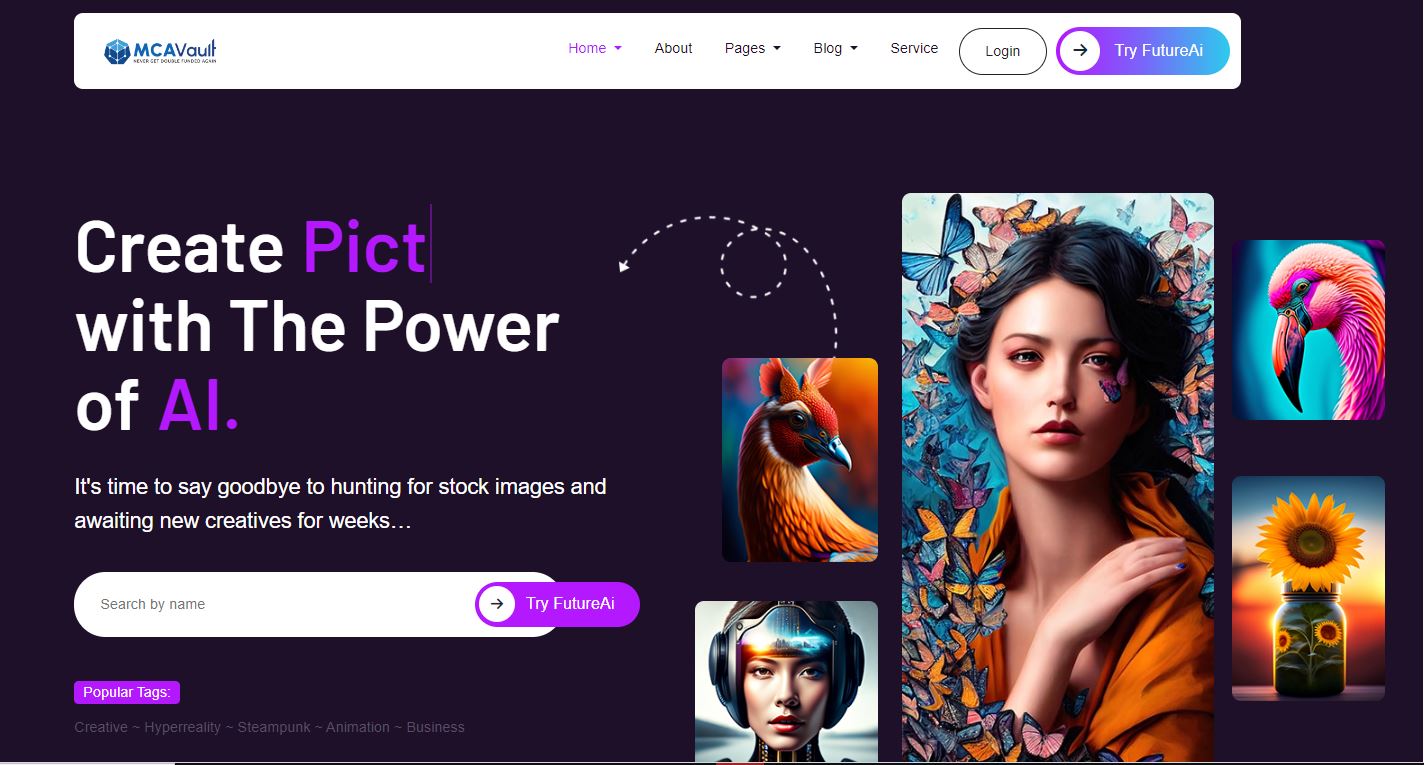 MCAVault
NEVER GET DOUBLE FUNDED AGAIN
Home
About
Pages
Blog
Service
Login
Try FutureAi
Create Pict
with The Power
of AI.
It's time to say goodbye to hunting for stock images and
awaiting new creatives for weeks…
Search by name
Try FutureAi
Popular Tags:
Creative ~ Hyperreality ~ Steampunk ~ Animation ~ Business